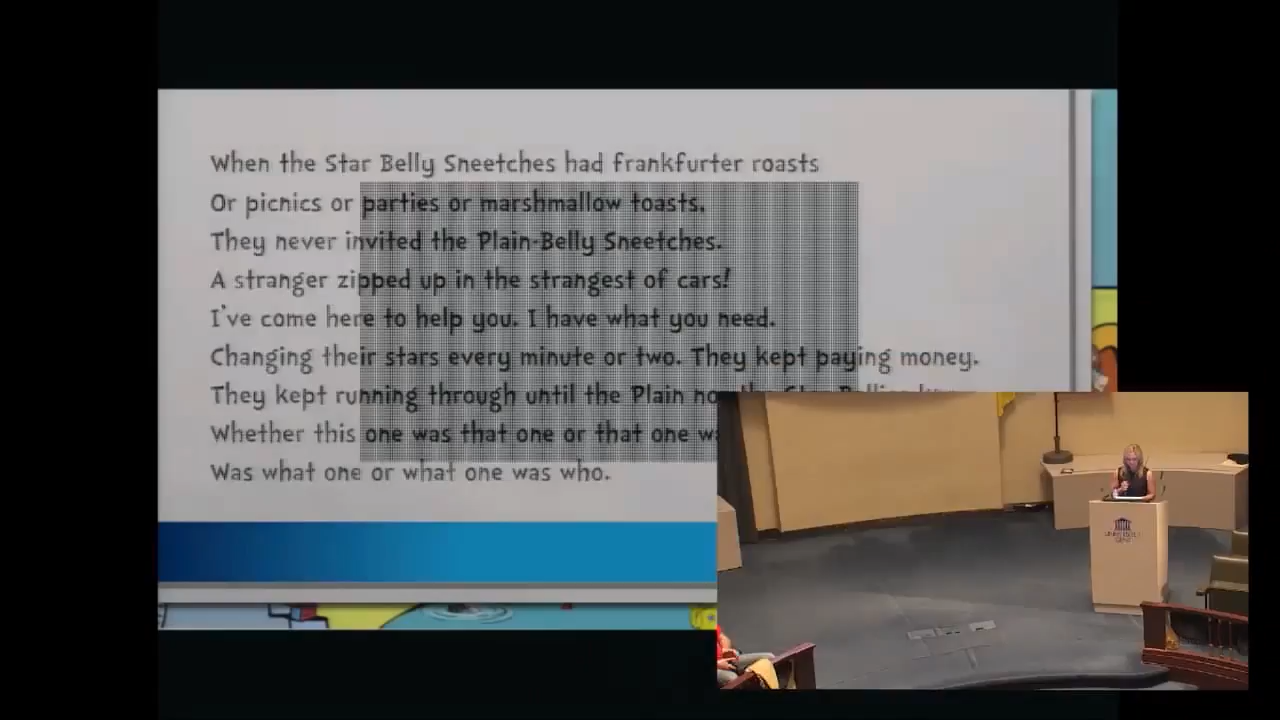 When the Star Belly Sneetches had frankfurter roasts
Or picnics or parties or marshmallow toasts,
They never invited the Plain-Belly Sneetches.
A stranger zipped up in the strangest of cars!
I've come here to help you. I have what you need.
Changing their stars every minute or two. They kept paying money.
They kept running through until the Plain
Whether this one was that one or that one
Was what one or what one was who.